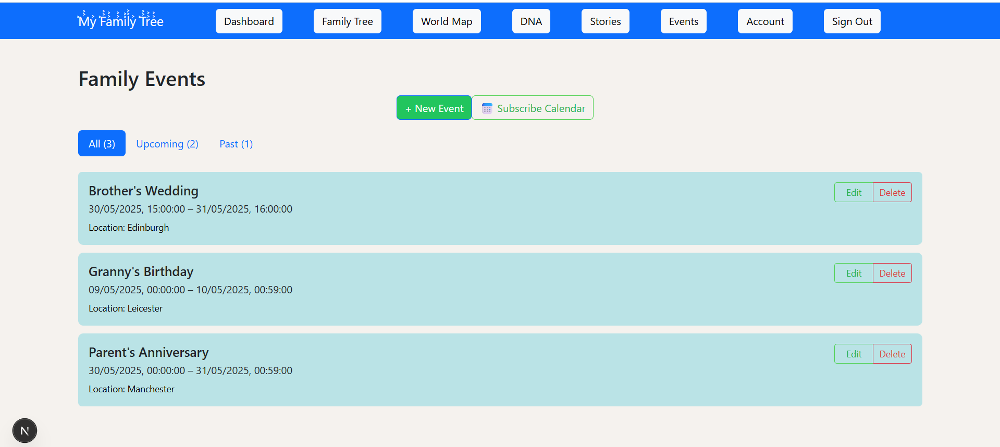 My Family Tree
Dashboard
Family Tree
World Map
DNA
Stories
Events
Account
Sign Out
Family Events
+ New Event
Subscribe Calendar
All (3)
Upcoming (2)
Past (1)
Brother's Wedding
Edit
Delete
30/05/2025, 15:00:00 – 31/05/2025, 16:00:00
Location: Edinburgh
Granny's Birthday
Edit
Delete
09/05/2025, 00:00:00 – 10/05/2025, 00:59:00
Location: Leicester
Parent's Anniversary
Edit
Delete
30/05/2025, 00:00:00 – 31/05/2025, 00:59:00
Location: Manchester
N